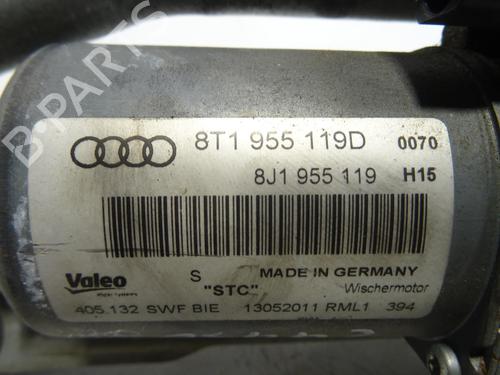 8T1 955 119D 0070
8J1 955 119 H15
Valeo S MADE IN GERMANY
"STC" Wischermotor
405.132 SWF BIE 13052011 RML1 394
B-PARTS